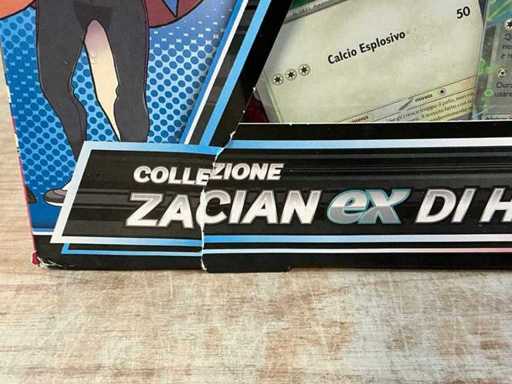 50
Calcio Esplosivo
COLLEZIONE
ZACIAN ex DI H